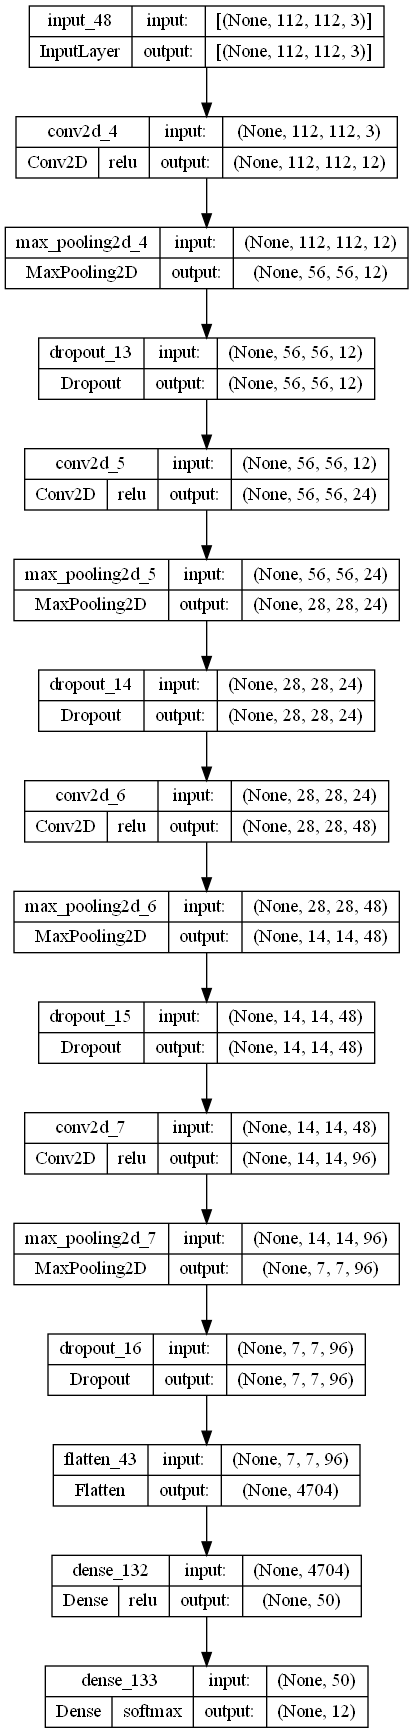 input_48 input: [(None, 112, 112, 3)]
InputLayer output: [(None, 112, 112, 3)]
conv2d_4 input: (None, 112, 112, 3)
Conv2D relu output: (None, 112, 112, 12)
max_pooling2d_4 input: (None, 112, 112, 12)
MaxPooling2D output: (None, 56, 56, 12)
dropout_13 input: (None, 56, 56, 12)
Dropout output: (None, 56, 56, 12)
conv2d_5 input: (None, 56, 56, 12)
Conv2D relu output: (None, 56, 56, 24)
max_pooling2d_5 input: (None, 56, 56, 24)
MaxPooling2D output: (None, 28, 28, 24)
dropout_14 input: (None, 28, 28, 24)
Dropout output: (None, 28, 28, 24)
conv2d_6 input: (None, 28, 28, 24)
Conv2D relu output: (None, 28, 28, 48)
max_pooling2d_6 input: (None, 28, 28, 48)
MaxPooling2D output: (None, 14, 14, 48)
dropout_15 input: (None, 14, 14, 48)
Dropout output: (None, 14, 14, 48)
conv2d_7 input: (None, 14, 14, 48)
Conv2D relu output: (None, 14, 14, 96)
max_pooling2d_7 input: (None, 14, 14, 96)
MaxPooling2D output: (None, 7, 7, 96)
dropout_16 input: (None, 7, 7, 96)
Dropout output: (None, 7, 7, 96)
flatten_43 input: (None, 7, 7, 96)
Flatten output: (None, 4704)
dense_132 input: (None, 4704)
Dense relu output: (None, 50)
dense_133 input: (None, 50)
Dense softmax output: (None, 12)